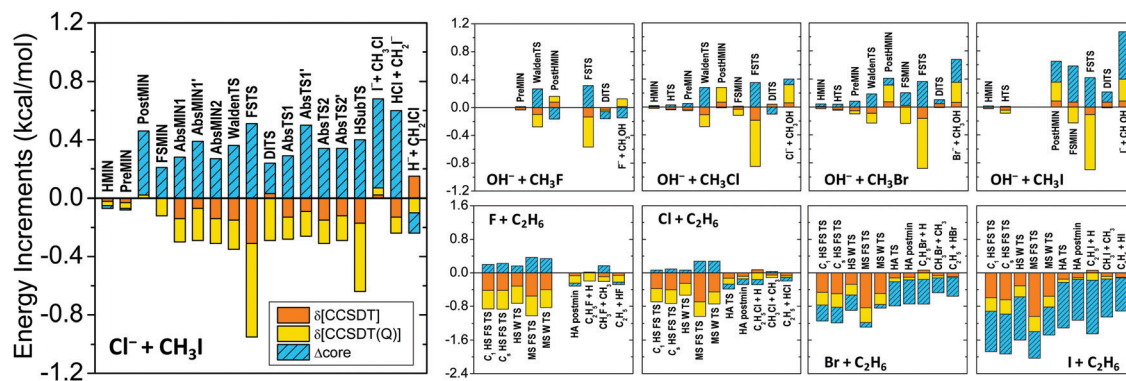 Energy Increments (kcal/mol)
1.2
0.8
0.4
0.0
-0.4
-0.8
-1.2
HMIN
PreMIN
PostMIN
FSMIN
AbsMIN1
AbsMIN1'
AbsMIN2
WaldenTS
FSTS
DITS
AbsTS1
AbsTS1'
AbsTS2
AbsTS2'
HSubTS
I⁻ + CH₃Cl
HCl + CH₂I⁻
H⁻ + CH₂ICl
δ[CCSDT]
δ[CCSDT(Q)]
Δcore
Cl⁻ + CH₃I
1.2
0.8
0.4
0.0
-0.4
-0.8
-1.2
PreMIN
WaldenTS
PostHMIN
FSTS
DITS
F⁻ + CH₃OH
OH⁻ + CH₃F
HMIN
HTS
PreMIN
WaldenTS
PostHMIN
FSMIN
FSTS
DITS
Cl⁻ + CH₃OH
OH⁻ + CH₃Cl
HMIN
HTS
PreMIN
WaldenTS
PostHMIN
FSMIN
FSTS
DITS
Br⁻ + CH₃OH
OH⁻ + CH₃Br
HMIN
HTS
PostHMIN
FSMIN
FSTS
DITS
I⁻ + CH₃OH
OH⁻ + CH₃I
1.6
0.8
0.0
-0.8
-1.6
-2.4
F + C₂H₆
C₁ HS FS TS
Cₛ HS FS TS
HS W TS
MS FS TS
MS W TS
HA postmin
C₂H₅F + H
CH₃F + CH₃
C₂H₅ + HF
Cl + C₂H₆
C₁ HS FS TS
Cₛ HS FS TS
HS W TS
MS FS TS
MS W TS
HA TS
HA postmin
C₂H₅Cl + H
CH₃Cl + CH₃
C₂H₅ + HCl
C₁ HS FS TS
Cₛ HS FS TS
HS W TS
MS FS TS
MS W TS
HA TS
HA postmin
C₂H₅Br + H
CH₃Br + CH₃
C₂H₅ + HBr
Br + C₂H₆
C₁ HS FS TS
Cₛ HS FS TS
HS W TS
MS FS TS
MS W TS
HA TS
HA postmin
C₂H₅I + H
CH₃I + CH₃
C₂H₅ + HI
I + C₂H₆